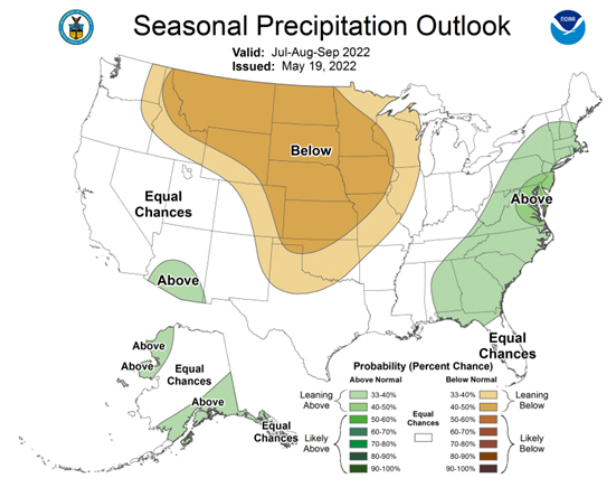 Seasonal Precipitation Outlook
NOAA
Valid: Jul-Aug-Sep 2022
Issued: May 19, 2022
Below
Equal
Chances
Above
Above
Equal
Chances
Above
Above
Equal
Chances
Above
Equal
Chances
Probability (Percent Chance)
Above Normal
Below Normal
Leaning
Above
33-40%
40-50%
Likely
Above
50-60%
60-70%
70-80%
80-90%
90-100%
Equal
Chances
33-40%
40-50%
Leaning
Below
50-60%
60-70%
70-80%
80-90%
90-100%
Likely
Below